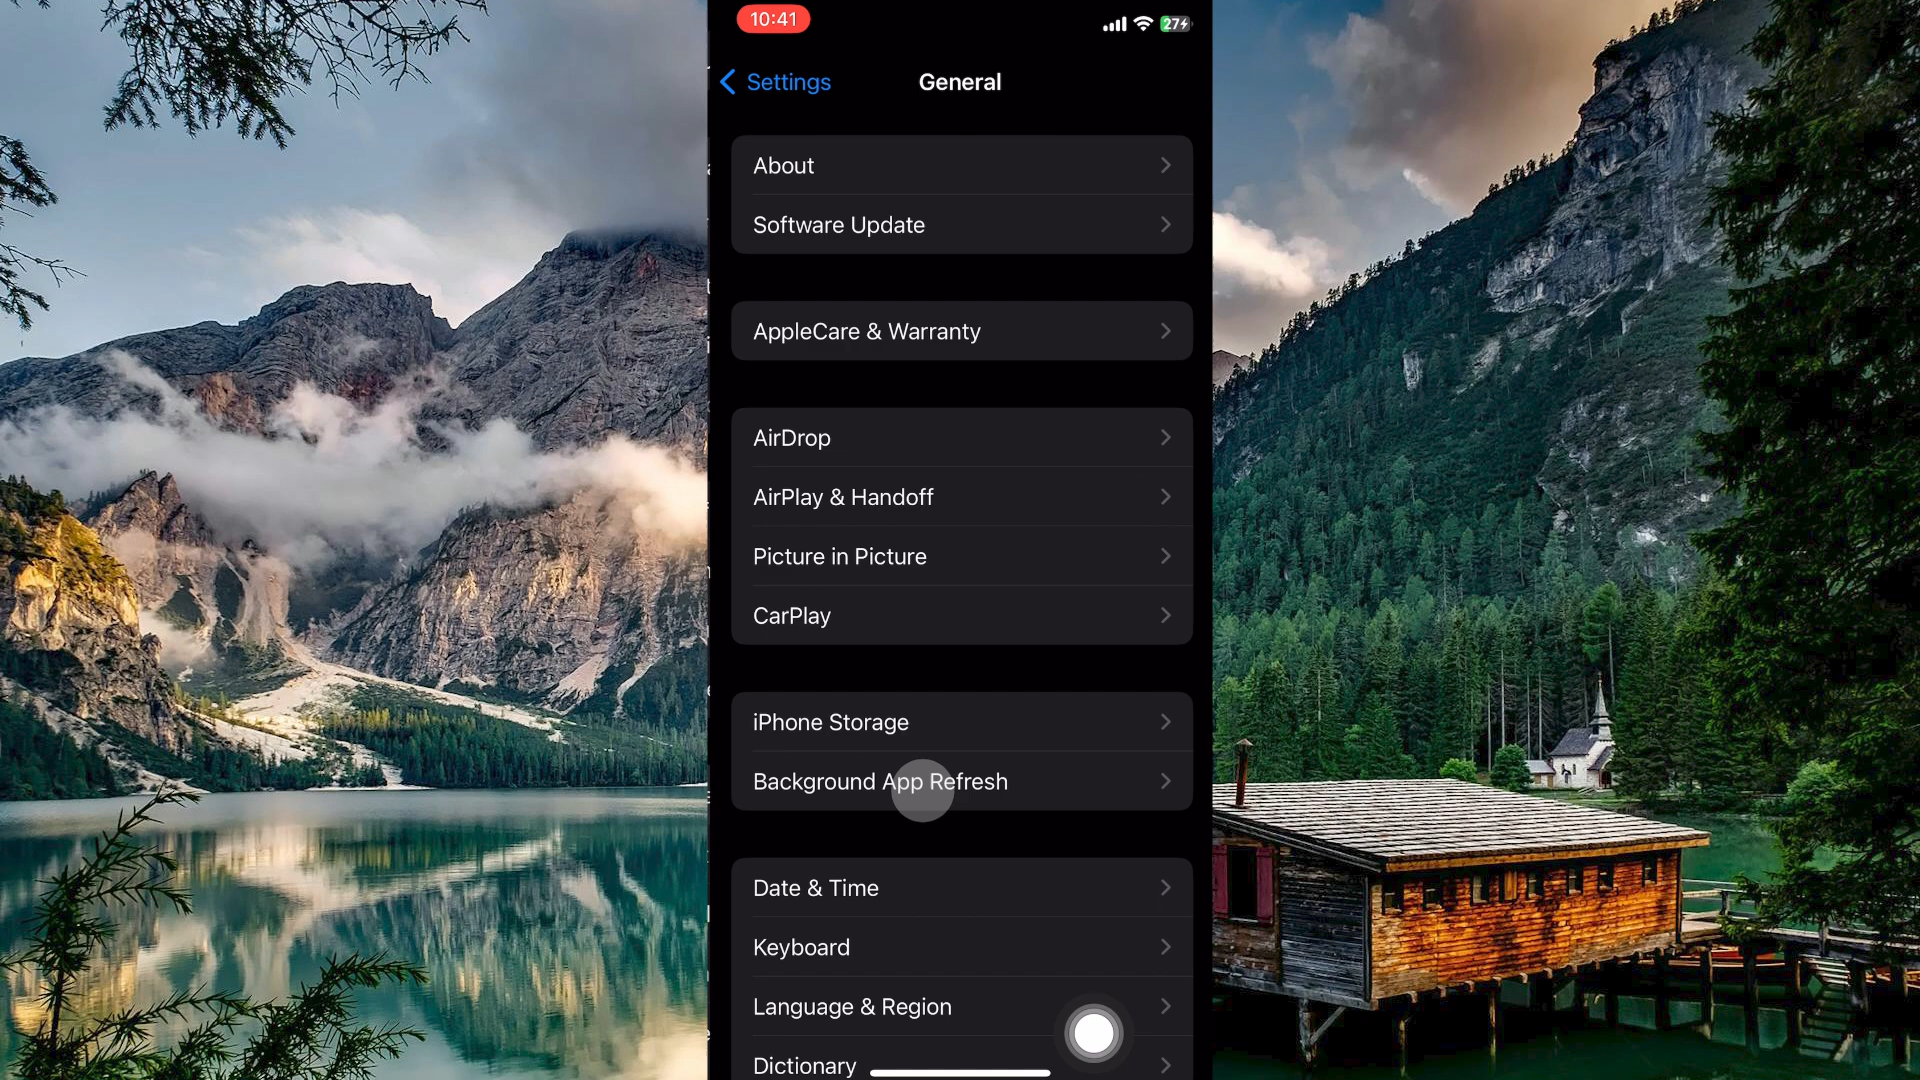 10:41
27
Settings
General
About
Software Update
AppleCare & Warranty
AirDrop
AirPlay & Handoff
Picture in Picture
CarPlay
iPhone Storage
Background App Refresh
Date & Time
Keyboard
Language & Region
Dictionary